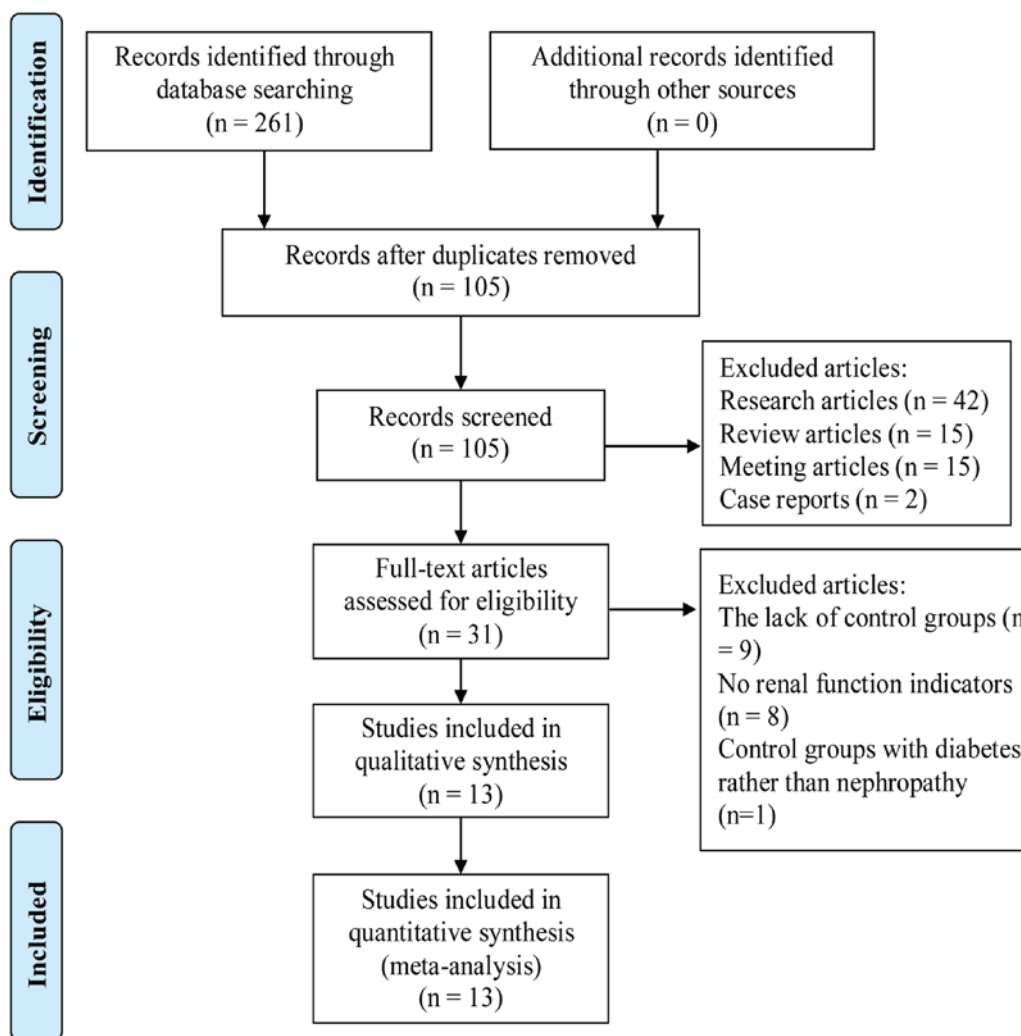 Identification
Records identified through
database searching
(n = 261)
Additional records identified
through other sources
(n = 0)
Records after duplicates removed
(n = 105)
Screening
Records screened
(n = 105)
Excluded articles:
Research articles (n = 42)
Review articles (n = 15)
Meeting articles (n = 15)
Case reports (n = 2)
Eligibility
Full-text articles
assessed for eligibility
(n = 31)
Excluded articles:
The lack of control groups (n
= 9)
No renal function indicators
(n = 8)
Control groups with diabetes
rather than nephropathy
(n=1)
Studies included in
qualitative synthesis
(n = 13)
Included
Studies included in
quantitative synthesis
(meta-analysis)
(n = 13)